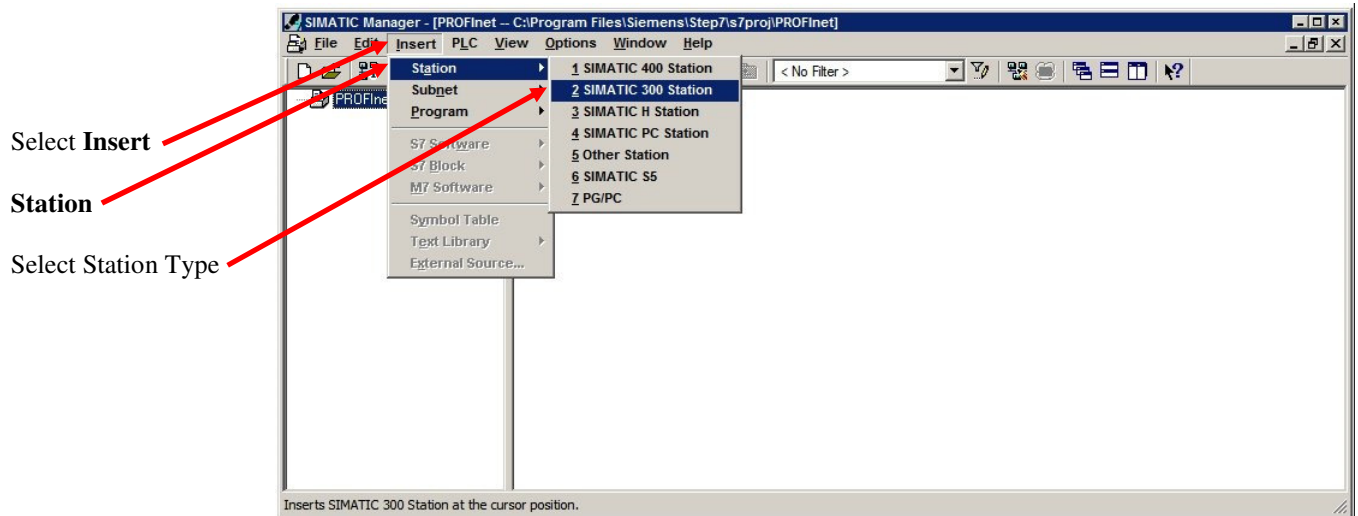 SIMATIC Manager - [PROFInet -- C:\Program Files\Siemens\Step7\s7proj\PROFInet]
File Edit Insert PLC View Options Window Help
< No Filter >
PROFIne
Station
Subnet
Program
S7 Software
S7 Block
M7 Software
Symbol Table
Text Library
External Source...
1 SIMATIC 400 Station
2 SIMATIC 300 Station
3 SIMATIC H Station
4 SIMATIC PC Station
5 Other Station
6 SIMATIC S5
7 PG/PC
Select Insert
Station
Select Station Type
Inserts SIMATIC 300 Station at the cursor position.